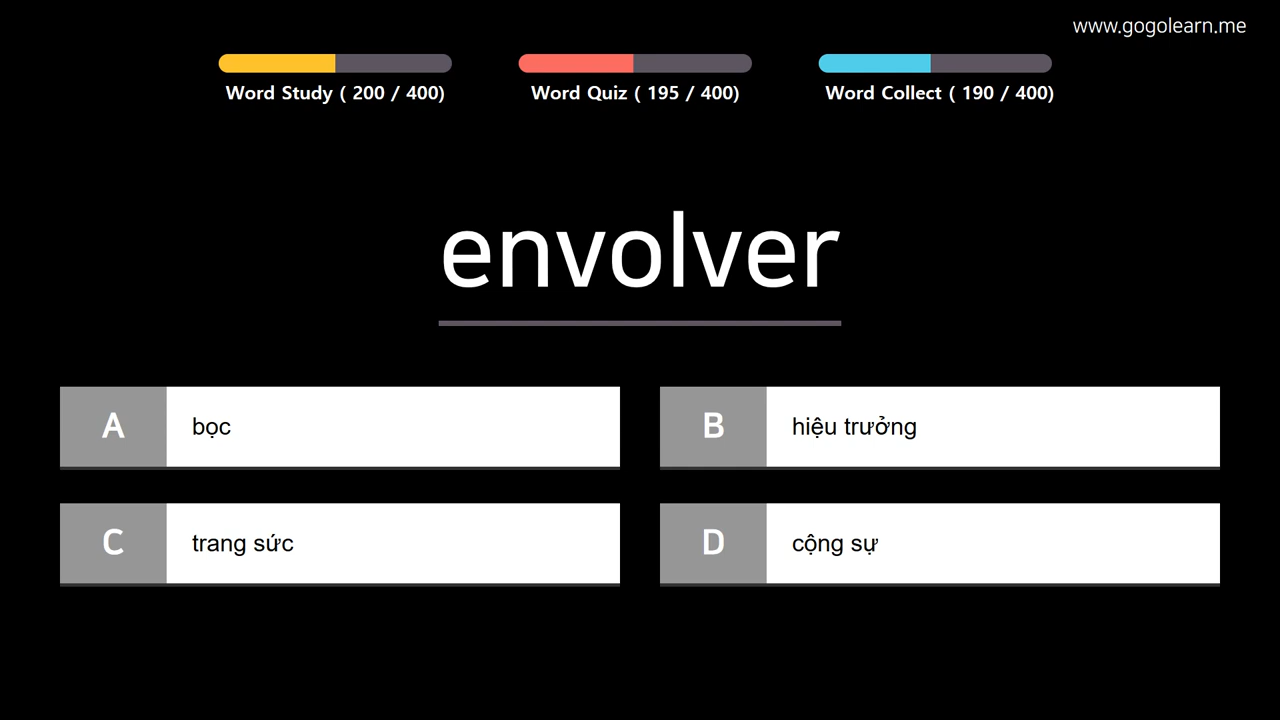 www.gogolearn.me
Word Study ( 200 / 400)
Word Quiz ( 195 / 400)
Word Collect ( 190 / 400)
envolver
A bọc
B hiệu trưởng
C trang sức
D cộng sự